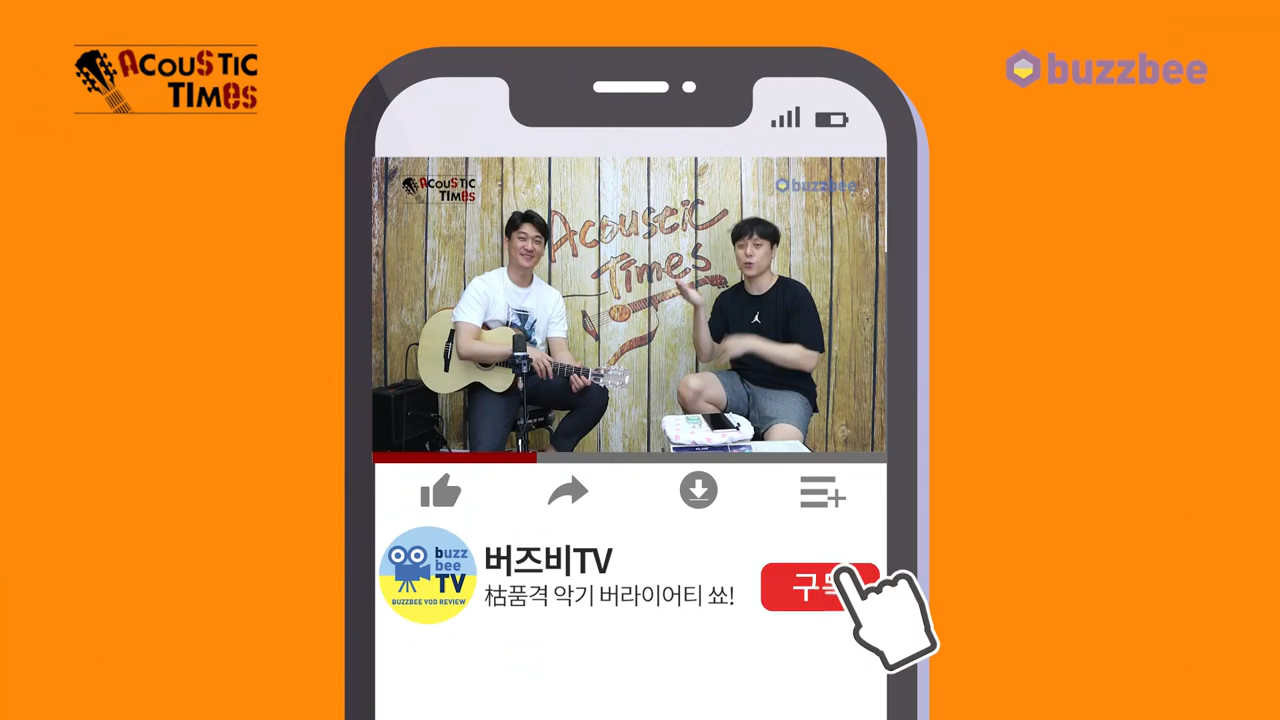 ACOUSTIC
TIMES
buzzbee
ACOUSTIC
TIMES
buzzbee
Acoustic
Times
buzz
bee
TV
BUZZBEE VOD REVIEW
버즈비TV
枯품격 악기 버라이어티 쑈!